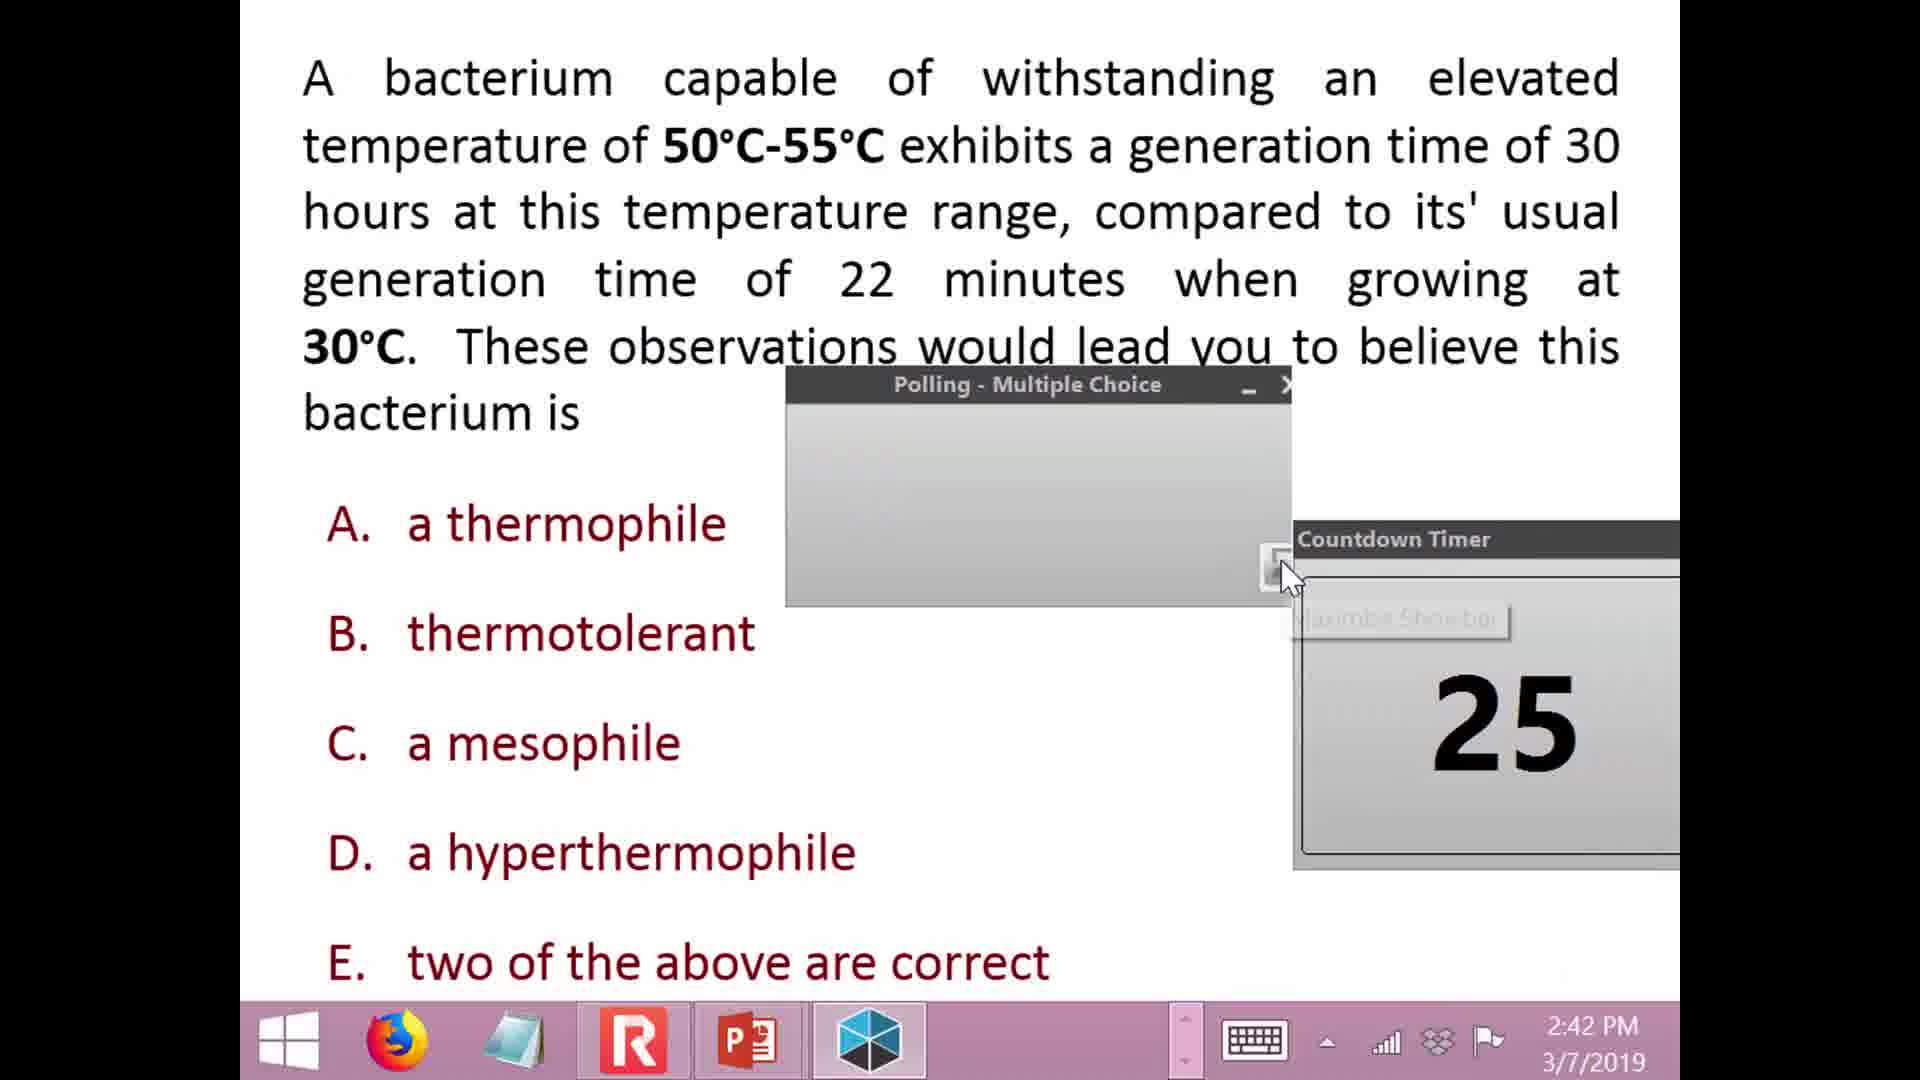 A bacterium capable of withstanding an elevated
temperature of 50°C-55°C exhibits a generation time of 30
hours at this temperature range, compared to its' usual
generation time of 22 minutes when growing at
30°C. These observations would lead you to believe this
bacterium is
Polling - Multiple Choice
A. a thermophile
Countdown Timer
Maximize Showbar
B. thermotolerant
25
C. a mesophile
D. a hyperthermophile
E. two of the above are correct
2:42 PM
3/7/2019